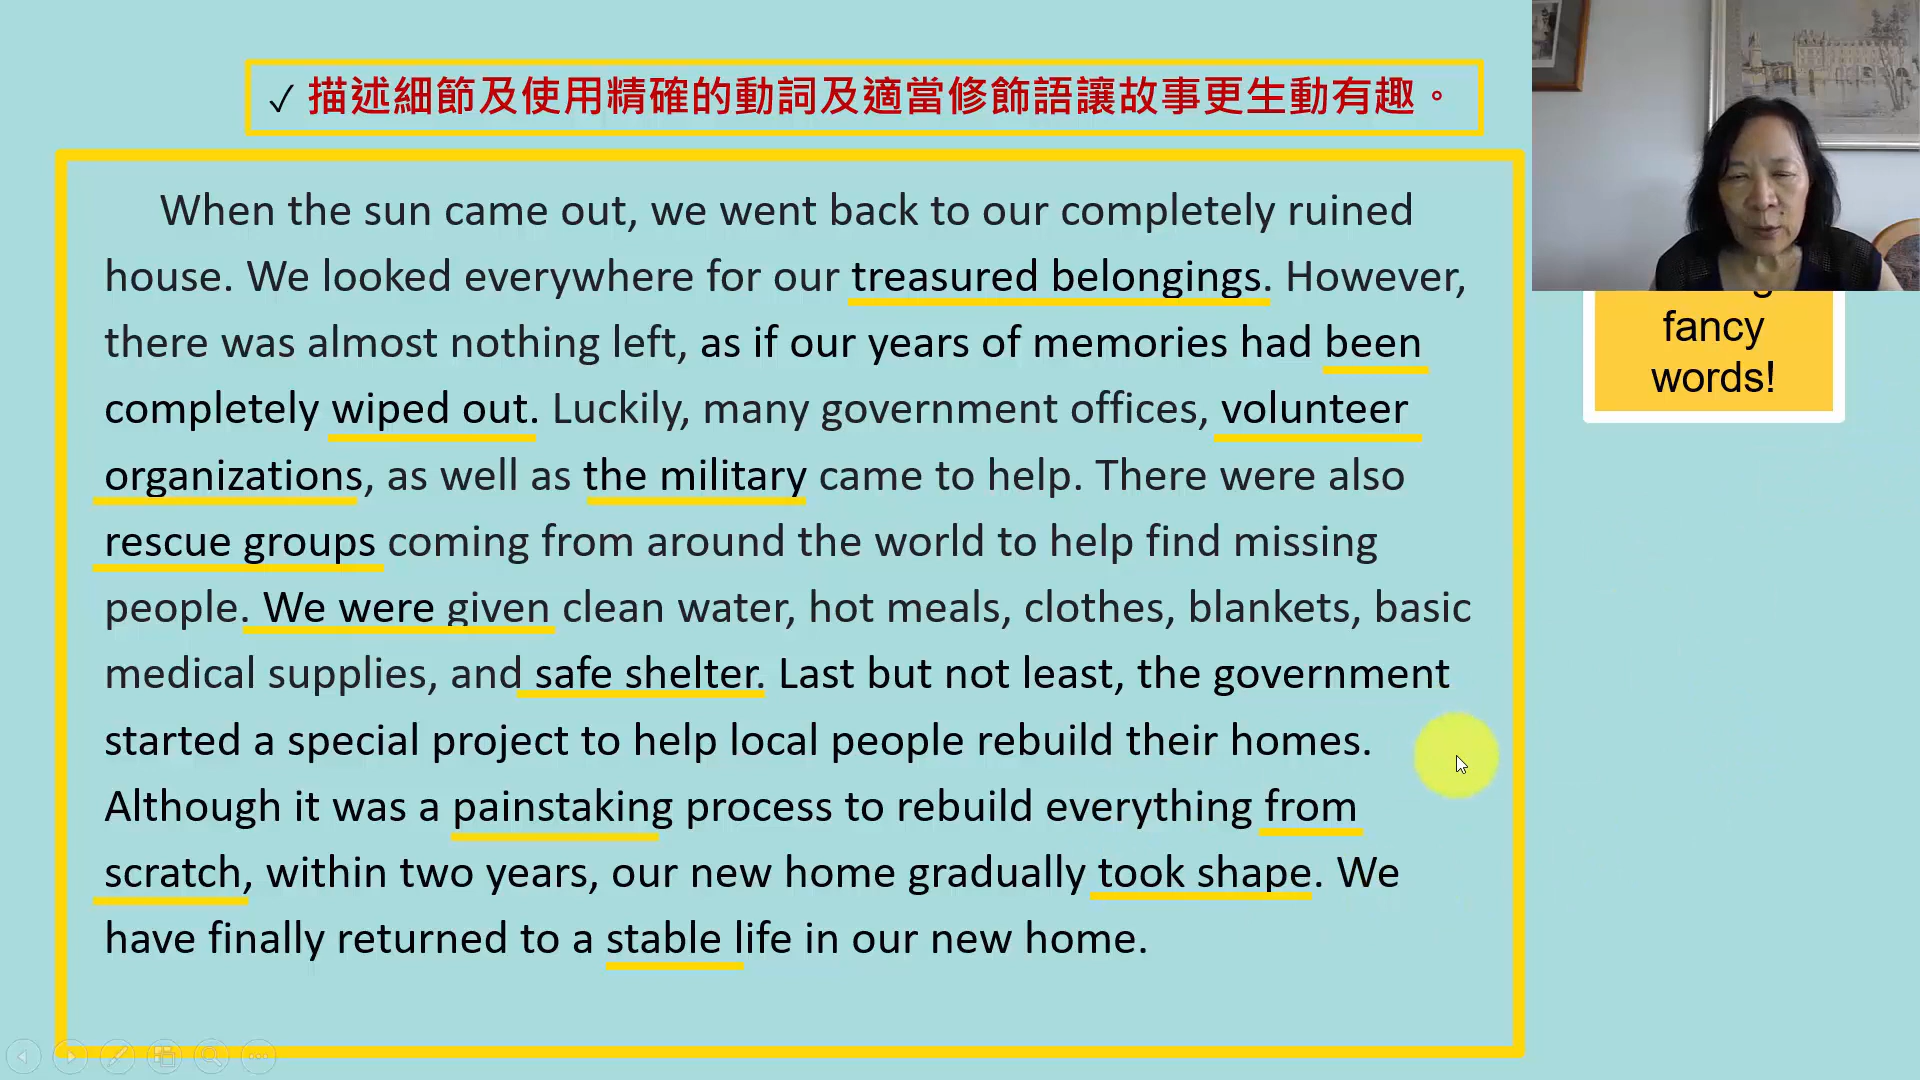 ✓ 描述細節及使用精確的動詞及適當修飾語讓故事更生動有趣。
When the sun came out, we went back to our completely ruined
house. We looked everywhere for our treasured belongings. However,
there was almost nothing left, as if our years of memories had been
completely wiped out. Luckily, many government offices, volunteer
organizations, as well as the military came to help. There were also
rescue groups coming from around the world to help find missing
people. We were given clean water, hot meals, clothes, blankets, basic
medical supplies, and safe shelter. Last but not least, the government
started a special project to help local people rebuild their homes.
Although it was a painstaking process to rebuild everything from
scratch, within two years, our new home gradually took shape. We
have finally returned to a stable life in our new home.
fancy
words!